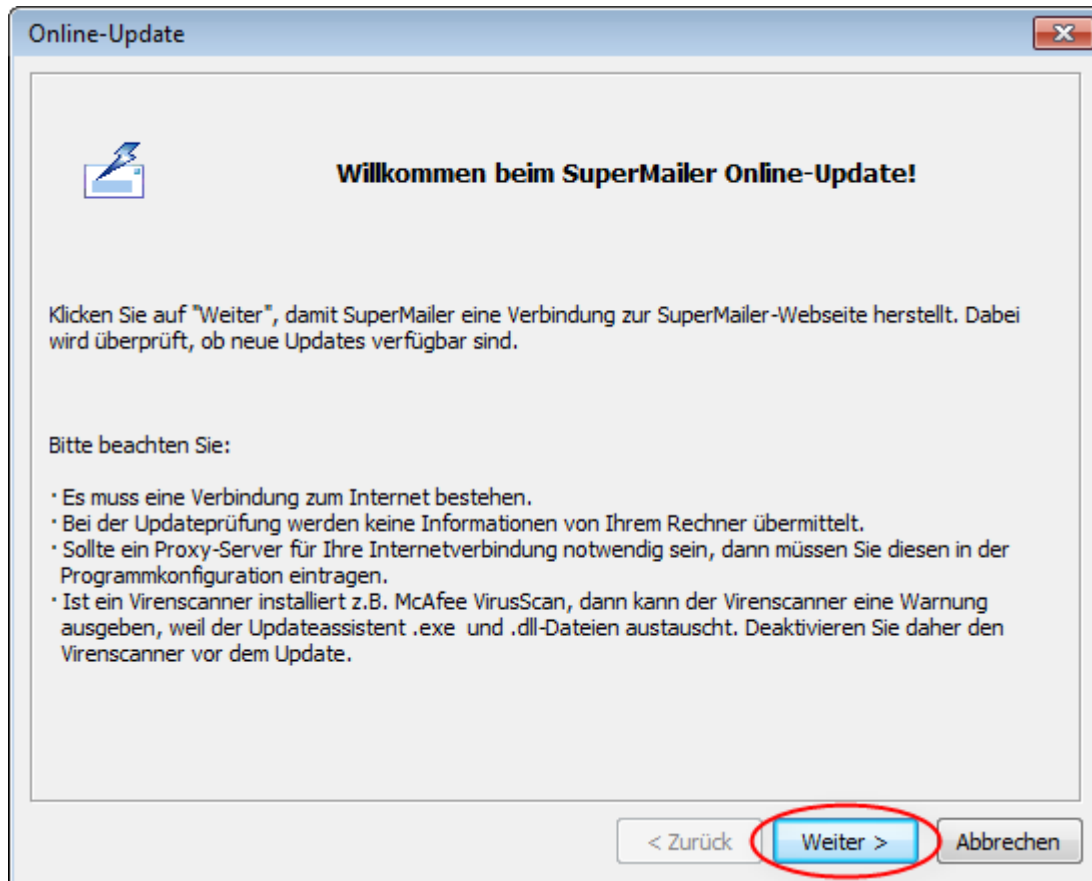 Online-Update
Willkommen beim SuperMailer Online-Update!
Klicken Sie auf "Weiter", damit SuperMailer eine Verbindung zur SuperMailer-Webseite herstellt. Dabei
wird überprüft, ob neue Updates verfügbar sind.
Bitte beachten Sie:
· Es muss eine Verbindung zum Internet bestehen.
· Bei der Updateprüfung werden keine Informationen von Ihrem Rechner übermittelt.
· Sollte ein Proxy-Server für Ihre Internetverbindung notwendig sein, dann müssen Sie diesen in der
Programmkonfiguration eintragen.
· Ist ein Virenscanner installiert z.B. McAfee VirusScan, dann kann der Virenscanner eine Warnung
ausgeben, weil der Updateassistent .exe und .dll-Dateien austauscht. Deaktivieren Sie daher den
Virenscanner vor dem Update.
< Zurück Weiter > Abbrechen